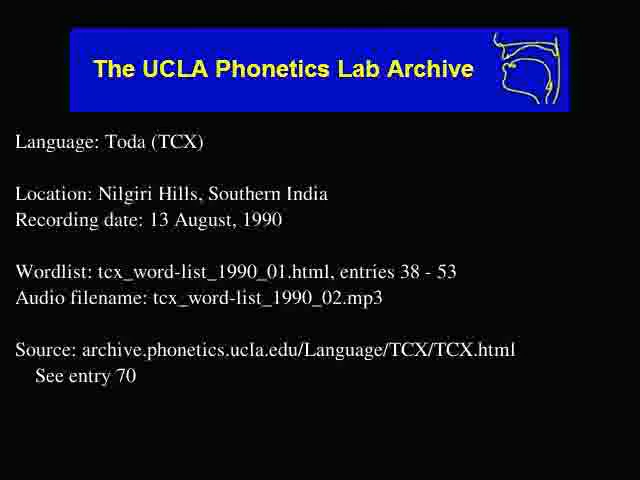 The UCLA Phonetics Lab Archive
Language: Toda (TCX)
Location: Nilgiri Hills, Southern India
Recording date: 13 August, 1990
Wordlist: tcx_word-list_1990_01.html, entries 38 - 53
Audio filename: tcx_word-list_1990_02.mp3
Source: archive.phonetics.ucla.edu/Language/TCX/TCX.html
See entry 70